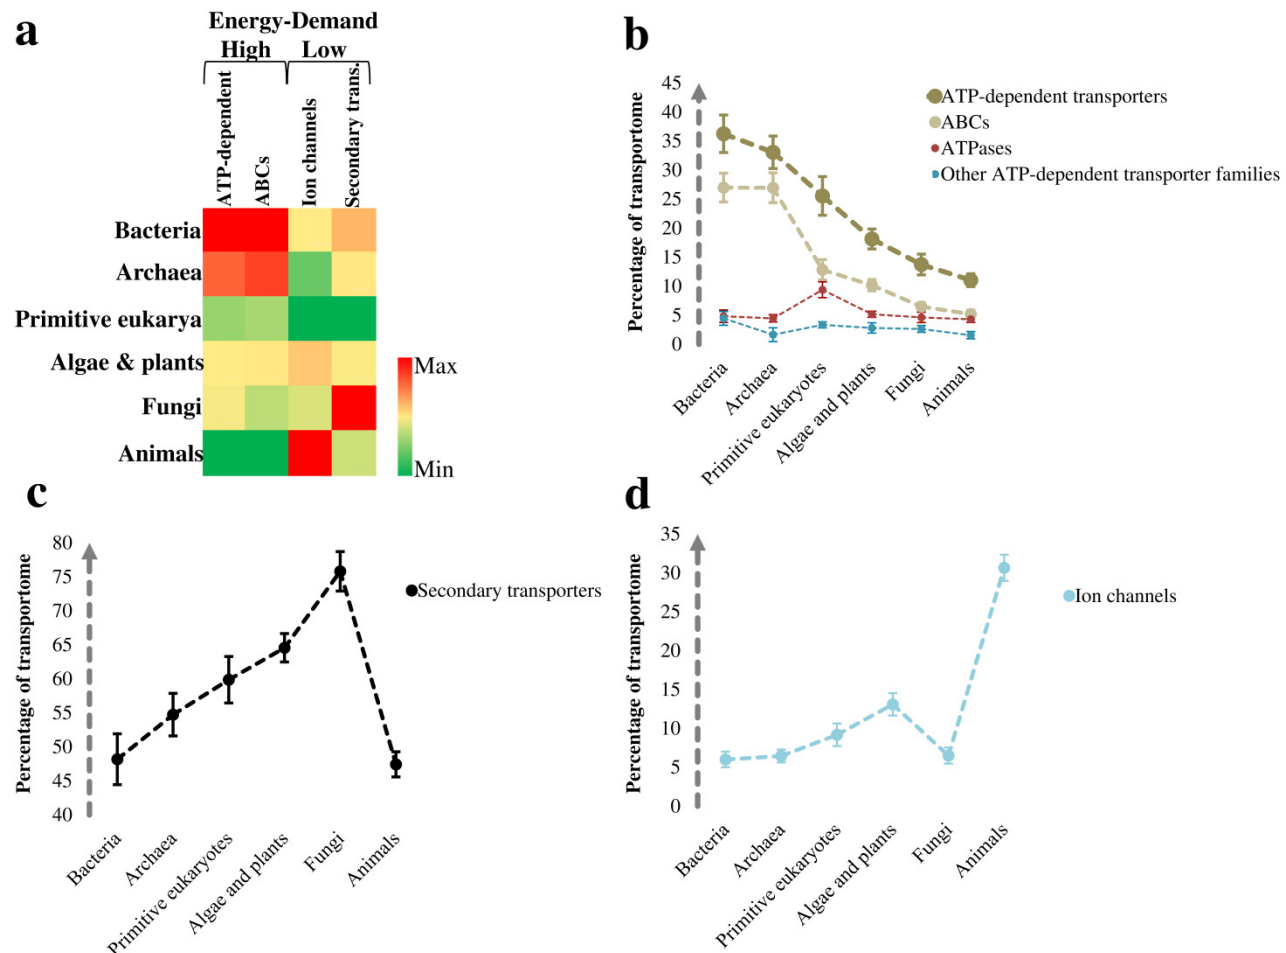 a
Energy-Demand
High Low
ATP-dependent
ABCs
Ion channels
Secondary trans.
Bacteria
Archaea
Primitive eukarya
Algae & plants
Fungi
Animals
Max
Min
b
Percentage of transportome
45
40
35
30
25
20
15
10
5
0
Bacteria
Archaea
Primitive eukaryotes
Algae and plants
Fungi
Animals
ATP-dependent transporters
ABCs
ATPases
Other ATP-dependent transporter families
c
Percentage of transportome
80
75
70
65
60
55
50
45
40
Bacteria
Archaea
Primitive eukaryotes
Algae and plants
Fungi
Animals
Secondary transporters
d
Percentage of transportome
35
30
25
20
15
10
5
0
Bacteria
Archaea
Primitive eukaryotes
Algae and plants
Fungi
Animals
Ion channels